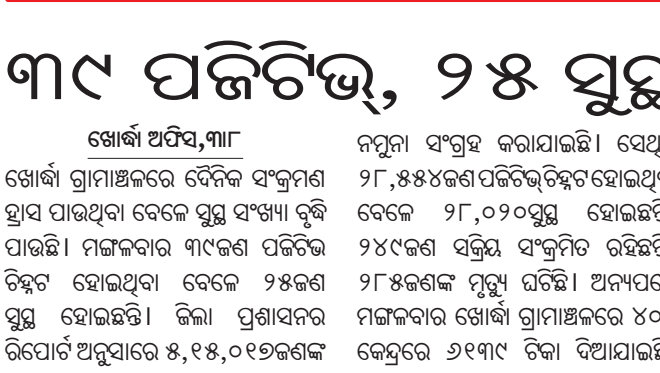 ୩୯ ପଜିଟିଭ୍, ୨୫ ସୁସ୍ଥ
ଖୋର୍ଦ୍ଧା ଅଫିସ,୩ା୮
ଖୋର୍ଦ୍ଧା ଗ୍ରାମାଞ୍ଚଳରେ ଦୈନିକ ସଂକ୍ରମଣ
ହ୍ରାସ ପାଉଥିବା ବେଳେ ସୁସ୍ଥ ସଂଖ୍ୟା ବୃଦ୍ଧି
ପାଉଛି। ମଙ୍ଗଳବାର ୩୯ଜଣ ପଜିଟିଭ
ଚିହ୍ନଟ ହୋଇଥିବା ବେଳେ ୨୫ଜଣ
ସୁସ୍ଥ ହୋଇଛନ୍ତି। ଜିଲା ପ୍ରଶାସନର
ରିପୋର୍ଟ ଅନୁସାରେ ୫,୧୫,୦୧୭ଜଣଙ୍କ
ନମୁନା ସଂଗ୍ରହ କରାଯାଇଛି। ସେଥି
୨୮,୫୫୪ଜଣ ପଜିଟିଭ୍ ଚିହ୍ନଟ ହୋଇଥି
ବେଳେ ୨୮,୦୨୦ସୁସ୍ଥ ହୋଇଛନ୍ତି
୨୪୯ଜଣ ସକ୍ରିୟ ସଂକ୍ରମିତ ରହିଛନ୍ତି
୨୮୫ଜଣଙ୍କ ମୃତ୍ୟୁ ଘଟିଛି। ଅନ୍ୟପ
ମଙ୍ଗଳବାର ଖୋର୍ଦ୍ଧା ଗ୍ରାମାଞ୍ଚଳରେ ୪୦
କେନ୍ଦ୍ରରେ ୬୧୩୯ ଟିକା ଦିଆଯାଇଛି